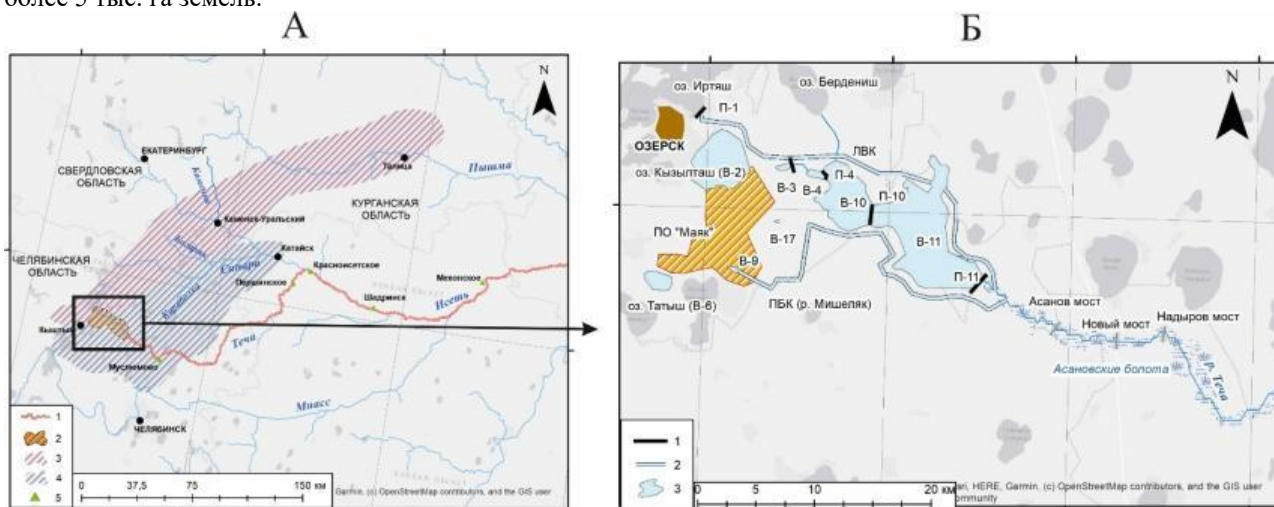 более 5 тыс. га земель.
А
Б
N
ЕКАТЕРИНБУРГ
СВЕРДЛОВСКАЯ
ОБЛАСТЬ
Талица
Пышма
КУРГАНСКАЯ
ОБЛАСТЬ
Каменск-Уральский
ЧЕЛЯБИНСКАЯ
ОБЛАСТЬ
Синара
Катайск
Красноисетское
Першинское
Мехонское
Шадринск
Исеть
Караболка
Кыштым
Теча
Муслюмово
Миасс
ЧЕЛЯБИНСК
1
2
3
4
5
0 37,5 75 150 км
Garmin, (c) OpenStreetMap contributors, and the GIS user
N
оз. Иртяш
оз. Бердениш
П-1
ОЗЕРСК
ЛВК
оз. Кызылташ (В-2)
П-4
В-3
В-4
В-10
П-10
ПО "Маяк"
В-17
В-11
В-9
П-11
оз. Татыш (В-6)
ПБК (р. Мишеляк)
Асанов мост
Новый мост
Надыров мост
Асановские болота
р. Теча
1
2
3
0 5 10 20 км
HERE, Garmin, (c) OpenStreetMap contributors, and the GIS user